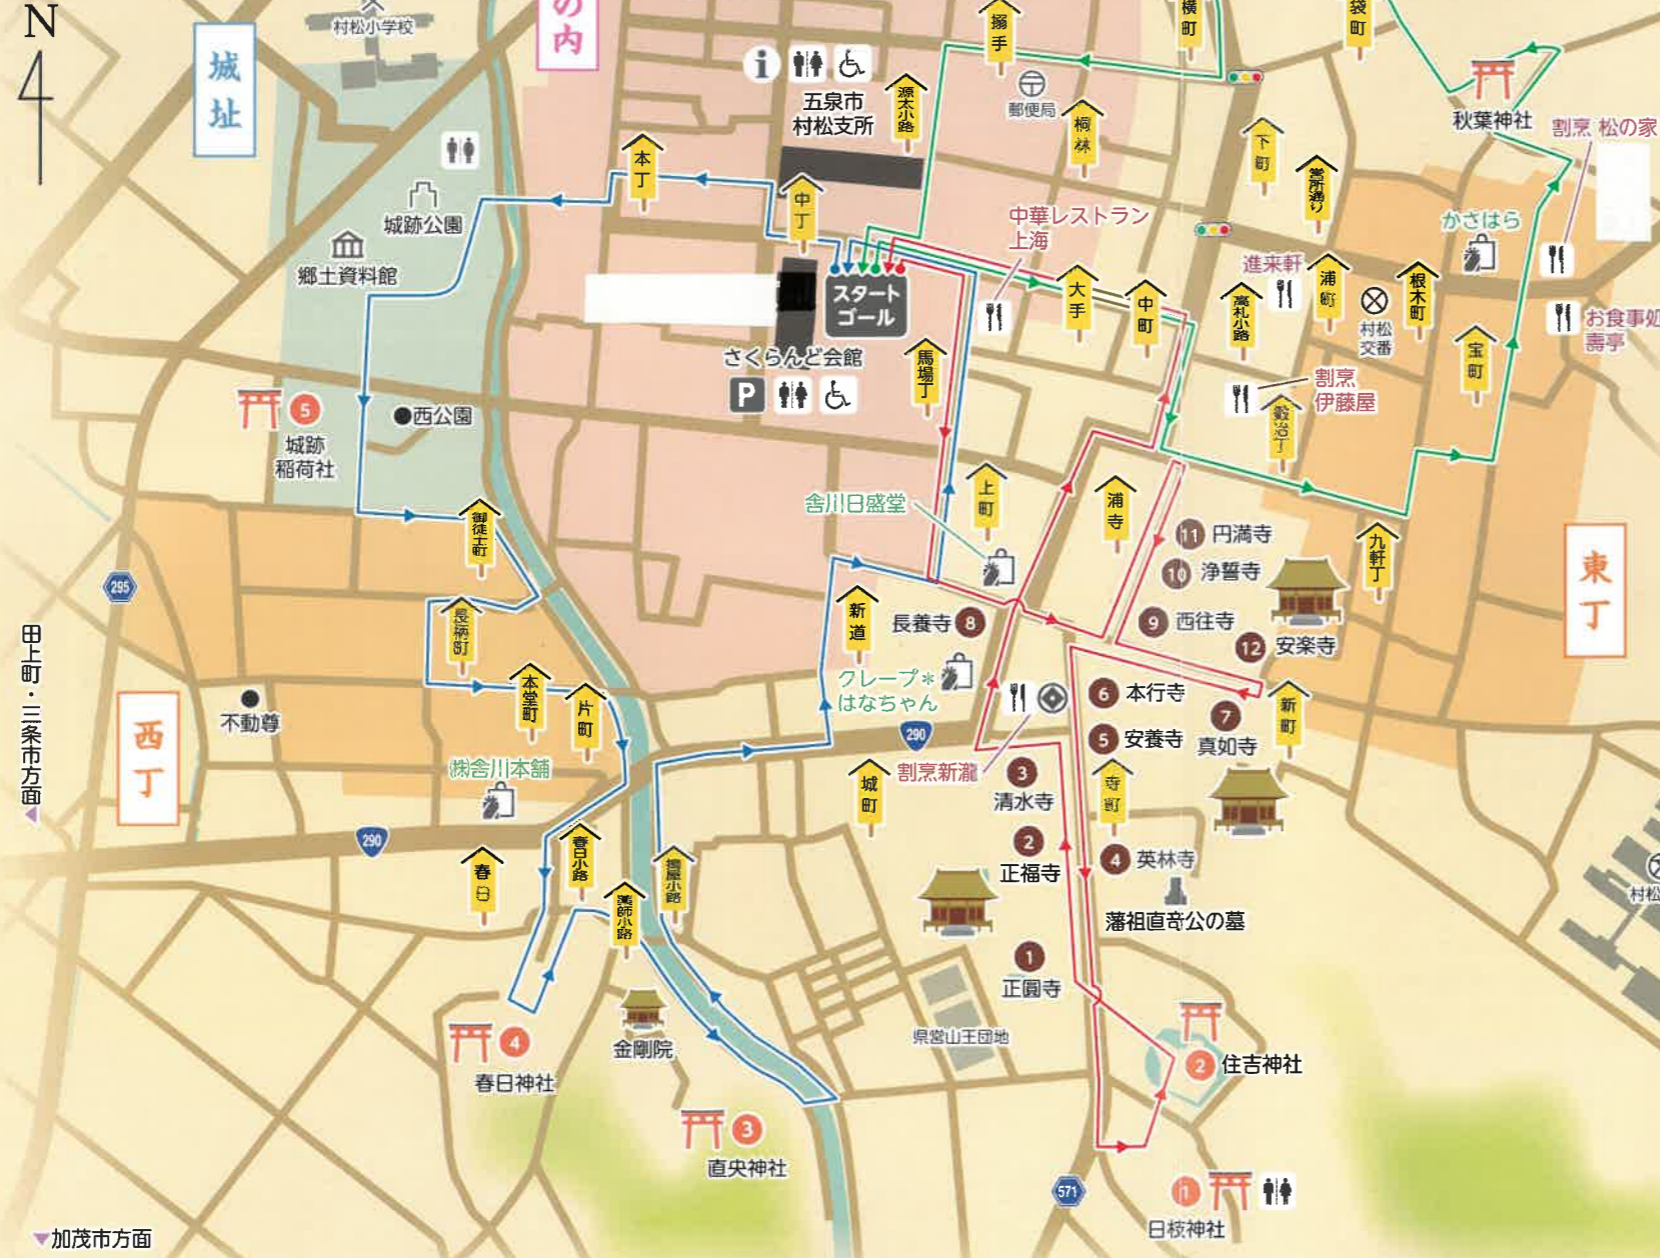 N
村松小学校
の内
搦手
横町
袋町
城址
五泉市
村松支所
源太小路
郵便局
桐林
下町
営所通り
秋葉神社
割烹 松の家
本丁
中丁
城跡公園
郷土資料館
中華レストラン
上海
かさはら
スタート
ゴール
大手
中町
進来軒
高札小路
浦町
村松
交番
根木町
宝町
お食事処
壽亭
さくらんど会館
P
馬場丁
割烹
伊藤屋
鍛冶丁
5
城跡
稲荷社
西公園
舎川日盛堂
上町
浦寺
御徒士町
11 円満寺
10 浄誓寺
九軒丁
東丁
295
長柄町
新道
長養寺 8
9 西往寺
12 安楽寺
田上町・三条市方面
不動尊
本堂町
片町
クレープ*
はなちゃん
6 本行寺
7
真如寺
新町
西丁
290
5 安養寺
㈱舎川本舗
城町
割烹新瀧
3
清水寺
寺町
290
春日
春日小路
薬師小路
2
正福寺
4 英林寺
藩祖直竒公の墓
村松
1
正圓寺
県営山王団地
4
春日神社
金剛院
2 住吉神社
3
直央神社
571
1
日枝神社
加茂市方面